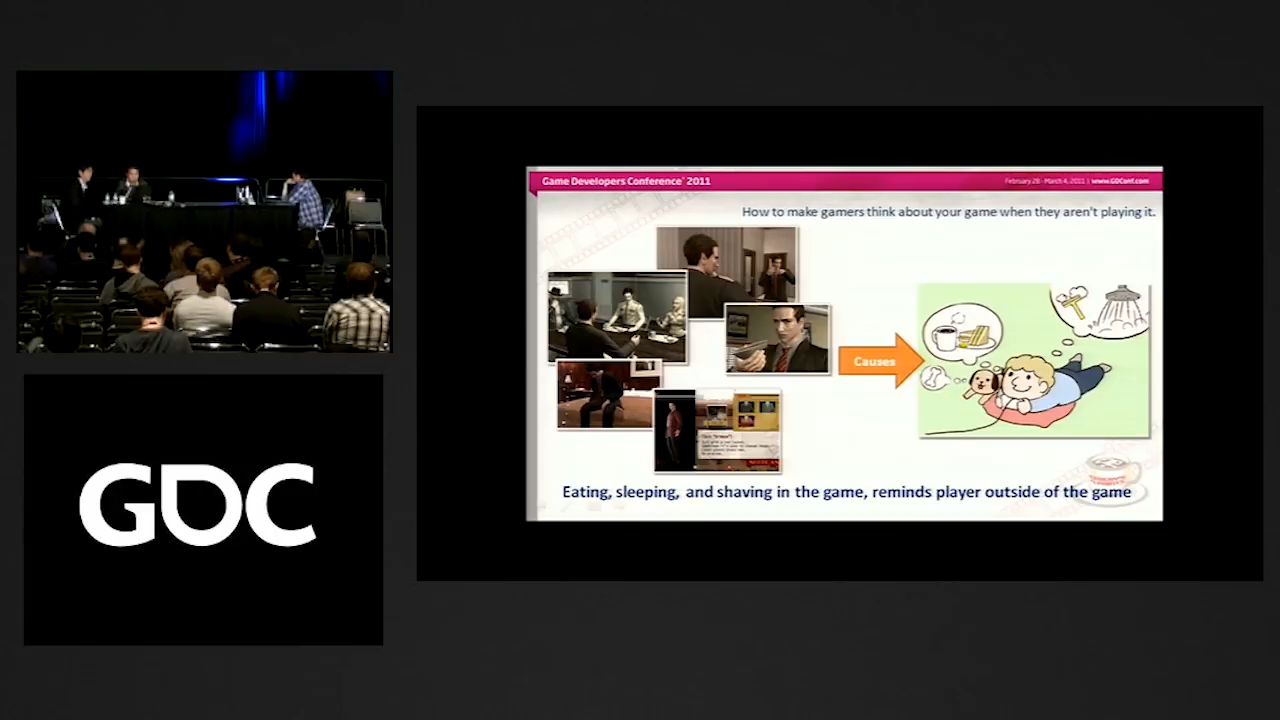 Game Developers Conference® 2011
February 28 - March 4, 2011 | www.GDConf.com
How to make gamers think about your game when they aren't playing it.
Causes
Eating, sleeping, and shaving in the game, reminds player outside of the game
GDC